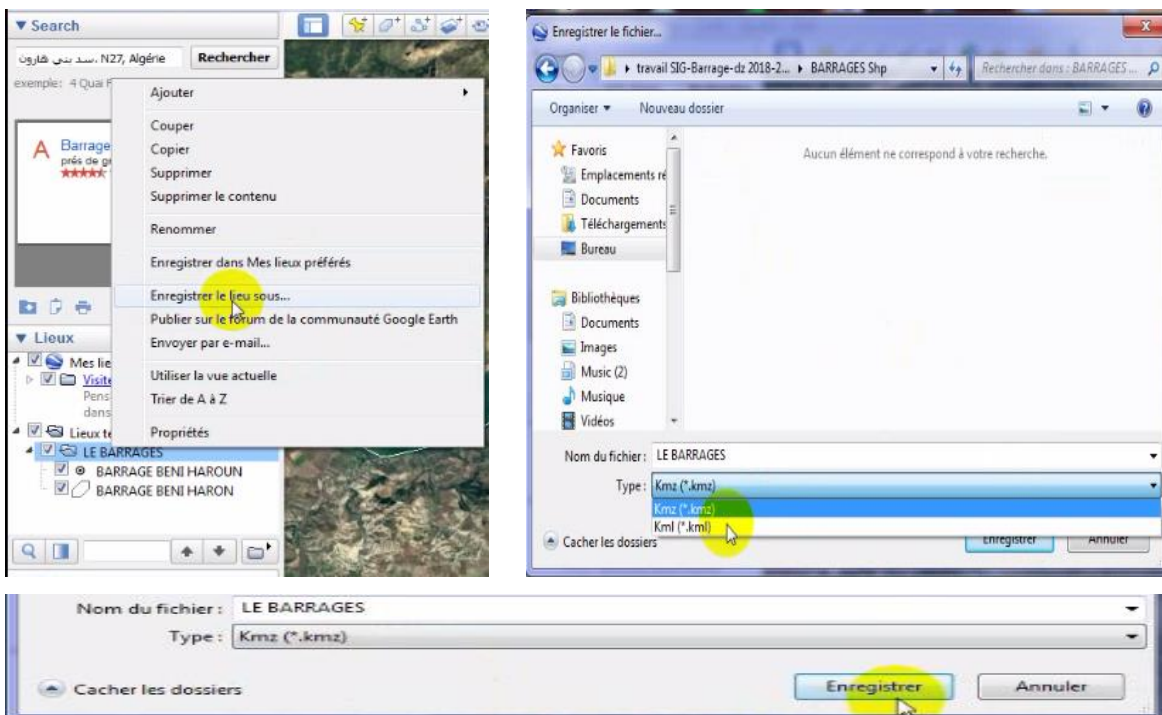 Search
سد بني هارون, N27, Algérie
Rechercher
exemple: 4 Quai F
A
Barrage
prés de
Ajouter
Couper
Copier
Supprimer
Supprimer le contenu
Renommer
Enregistrer dans Mes lieux préférés
Enregistrer le lieu sous...
Publier sur le forum de la communauté Google Earth
Envoyer par e-mail...
Utiliser la vue actuelle
Trier de A à Z
Propriétés
Lieux
Mes lie
Visite
Pens
dans
Lieux te
LE BARRAGES
BARRAGE BENI HAROUN
BARRAGE BENI HARON
Enregistrer le fichier...
travail SIG-Barrage-dz 2018-2... BARRAGES Shp
Rechercher dans : BARRAGES ...
Organiser
Nouveau dossier
Favoris
Emplacements ré
Documents
Téléchargements
Bureau
Bibliothèques
Documents
Images
Music (2)
Musique
Vidéos
Aucun élément ne correspond à votre recherche.
Nom du fichier : LE BARRAGES
Type : Kmz (*.kmz)
Kmz (*.kmz)
Kml (*.kml)
Cacher les dossiers
Enregistrer
Annuler
Nom du fichier : LE BARRAGES
Type : Kmz (*.kmz)
Cacher les dossiers
Enregistrer
Annuler